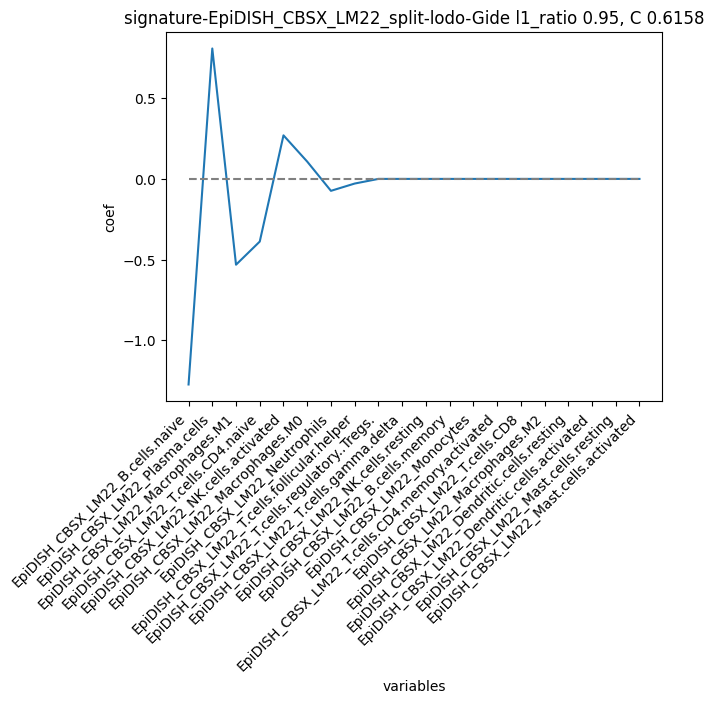 signature-EpiDISH_CBSX_LM22_split-lodo-Gide l1_ratio 0.95, C 0.6158
0.5
0.0
−0.5
−1.0
coef
EpiDISH_CBSX_LM22_B.cells.naive
EpiDISH_CBSX_LM22_Plasma.cells
EpiDISH_CBSX_LM22_Macrophages.M1
EpiDISH_CBSX_LM22_T.cells.CD4.naive
EpiDISH_CBSX_LM22_NK.cells.activated
EpiDISH_CBSX_LM22_Macrophages.M0
EpiDISH_CBSX_LM22_Neutrophils
EpiDISH_CBSX_LM22_T.cells.follicular.helper
EpiDISH_CBSX_LM22_T.cells.regulatory..Tregs.
EpiDISH_CBSX_LM22_T.cells.gamma.delta
EpiDISH_CBSX_LM22_NK.cells.resting
EpiDISH_CBSX_LM22_B.cells.memory
EpiDISH_CBSX_LM22_Monocytes
EpiDISH_CBSX_LM22_T.cells.CD4.memory.activated
EpiDISH_CBSX_LM22_T.cells.CD8
EpiDISH_CBSX_LM22_Macrophages.M2
EpiDISH_CBSX_LM22_Dendritic.cells.resting
EpiDISH_CBSX_LM22_Dendritic.cells.activated
EpiDISH_CBSX_LM22_Mast.cells.resting
EpiDISH_CBSX_LM22_Mast.cells.activated
variables